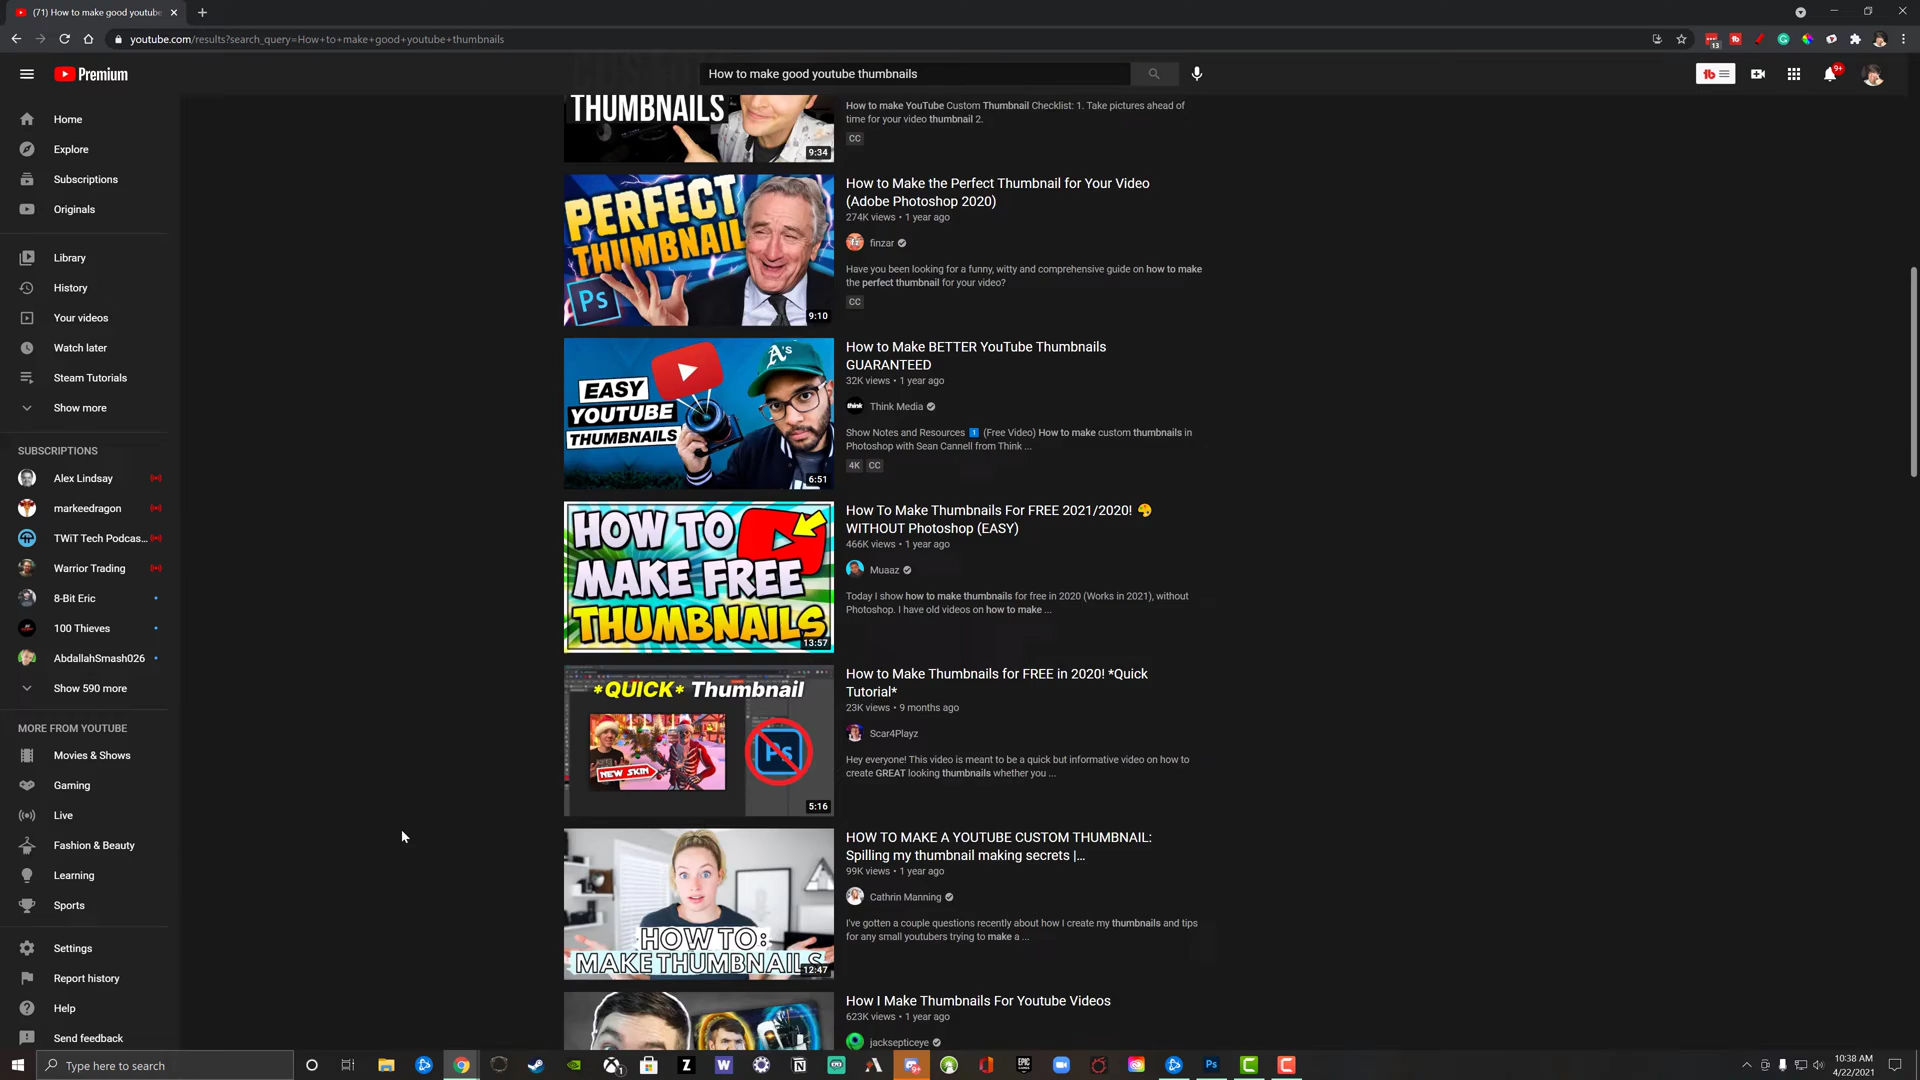 (71) How to make good youtube
youtube.com/results?search_query=How+to+make+good+youtube+thumbnails
13
Premium
How to make good youtube thumbnails
tb
9+
Home
Explore
Subscriptions
Originals
Library
History
Your videos
Watch later
Steam Tutorials
Show more
SUBSCRIPTIONS
Alex Lindsay
markeedragon
TWiT Tech Podcas...
Warrior Trading
8-Bit Eric
100 Thieves
AbdallahSmash026
Show 590 more
MORE FROM YOUTUBE
Movies & Shows
Gaming
Live
Fashion & Beauty
Learning
Sports
Settings
Report history
Help
Send feedback
THUMBNAILS
9:34
How to make YouTube Custom Thumbnail Checklist: 1. Take pictures ahead of
time for your video thumbnail 2.
CC
PERFECT
THUMBNAIL
Ps
9:10
How to Make the Perfect Thumbnail for Your Video
(Adobe Photoshop 2020)
274K views • 1 year ago
finzar
Have you been looking for a funny, witty and comprehensive guide on how to make
the perfect thumbnail for your video?
CC
EASY
YOUTUBE
THUMBNAILS
A's
6:51
How to Make BETTER YouTube Thumbnails
GUARANTEED
32K views • 1 year ago
think
Think Media
Show Notes and Resources 1 (Free Video) How to make custom thumbnails in
Photoshop with Sean Cannell from Think ...
4K CC
HOW TO
MAKE FREE
THUMBNAILS
13:57
How To Make Thumbnails For FREE 2021/2020! 🎨
WITHOUT Photoshop (EASY)
466K views • 1 year ago
Muaaz
Today I show how to make thumbnails for free in 2020 (Works in 2021), without
Photoshop. I have old videos on how to make ...
*QUICK* Thumbnail
NEW SKIN
Ps
5:16
How to Make Thumbnails for FREE in 2020! *Quick
Tutorial*
23K views • 9 months ago
Scar4Playz
Hey everyone! This video is meant to be a quick but informative video on how to
create GREAT looking thumbnails whether you ...
HOW TO:
MAKE THUMBNAILS
12:47
HOW TO MAKE A YOUTUBE CUSTOM THUMBNAIL:
Spilling my thumbnail making secrets |...
99K views • 1 year ago
Cathrin Manning
I've gotten a couple questions recently about how I create my thumbnails and tips
for any small youtubers trying to make a ...
How I Make Thumbnails For Youtube Videos
623K views • 1 year ago
jacksepticeye
Type here to search
Z
W
9+
EPIC
Ps
10:38 AM
4/22/2021